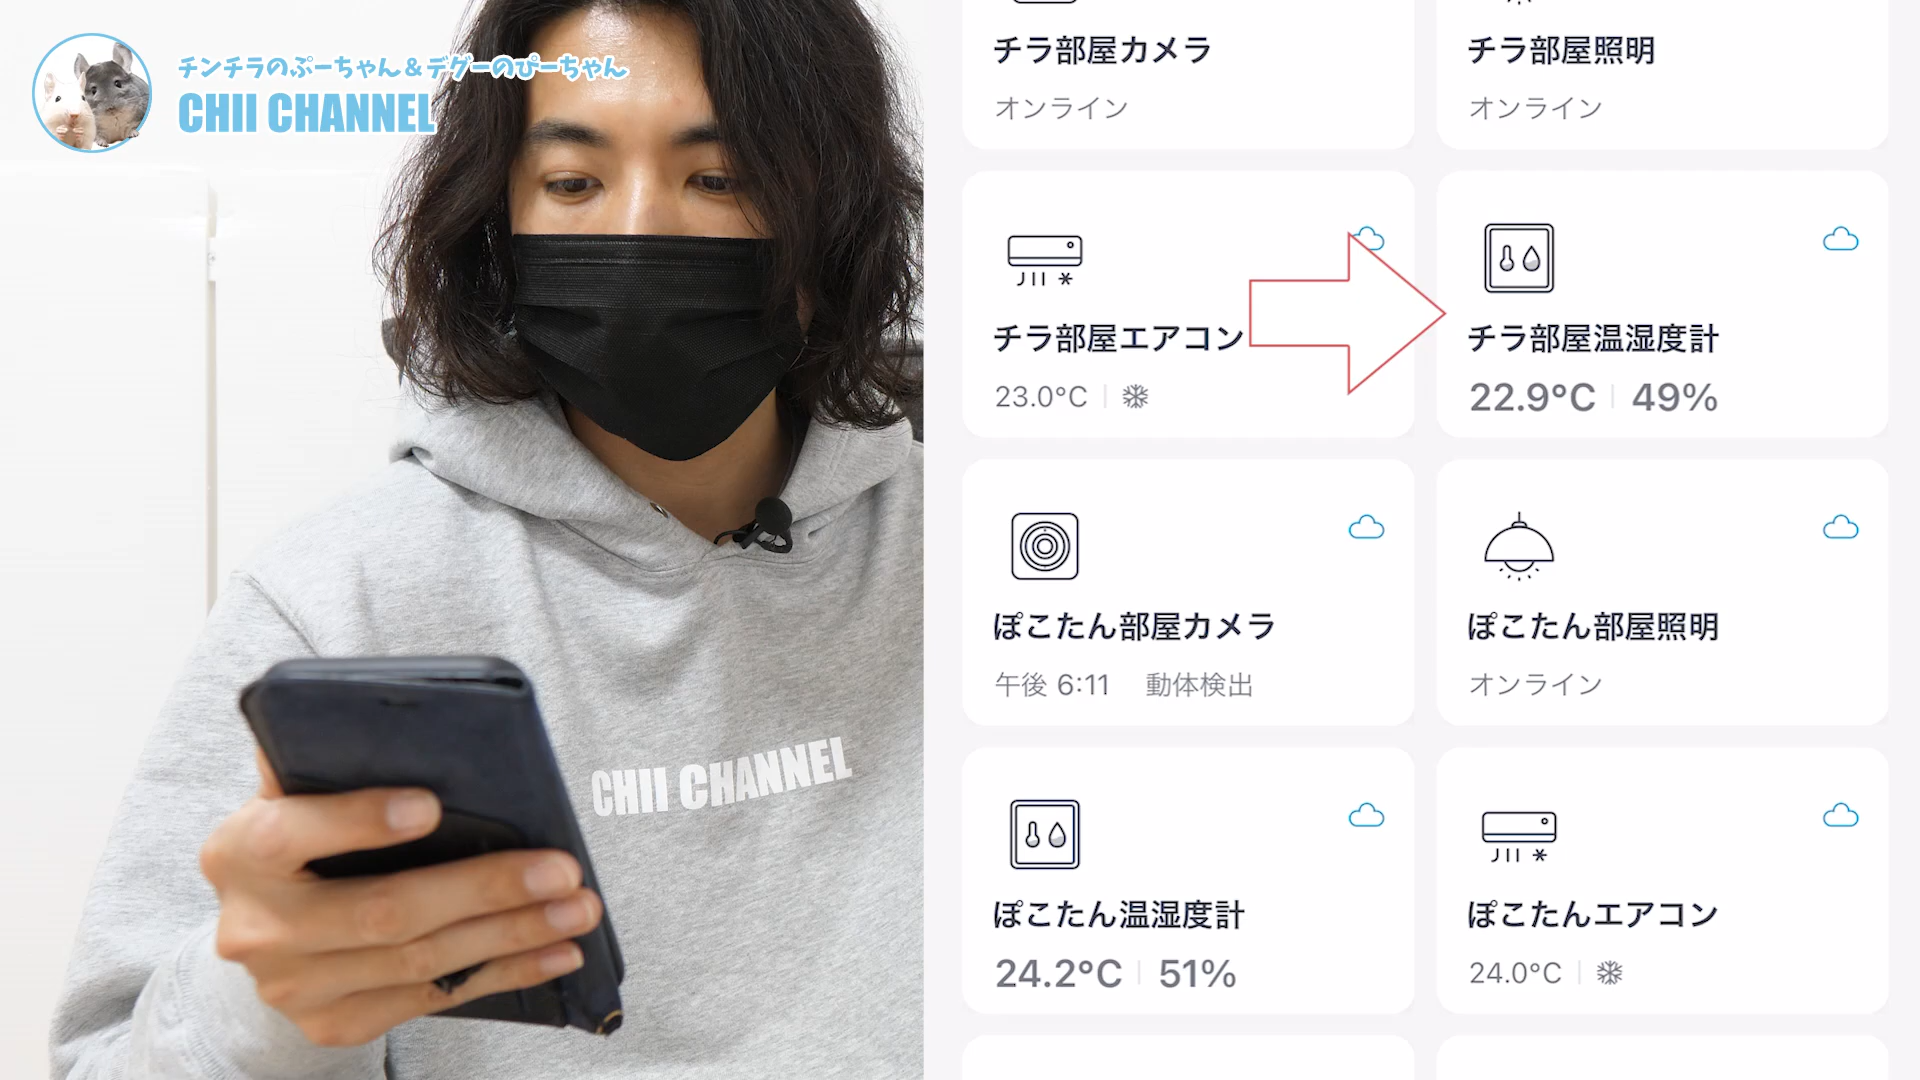 チンチラのぷーちゃん＆デグーのぴーちゃん
CHII CHANNEL
CHII CHANNEL
チラ部屋カメラ
オンライン
チラ部屋照明
オンライン
チラ部屋エアコン
23.0°C
チラ部屋温湿度計
22.9°C 49%
ぽこたん部屋カメラ
午後 6:11 動体検出
ぽこたん部屋照明
オンライン
ぽこたん温湿度計
24.2°C 51%
ぽこたんエアコン
24.0°C